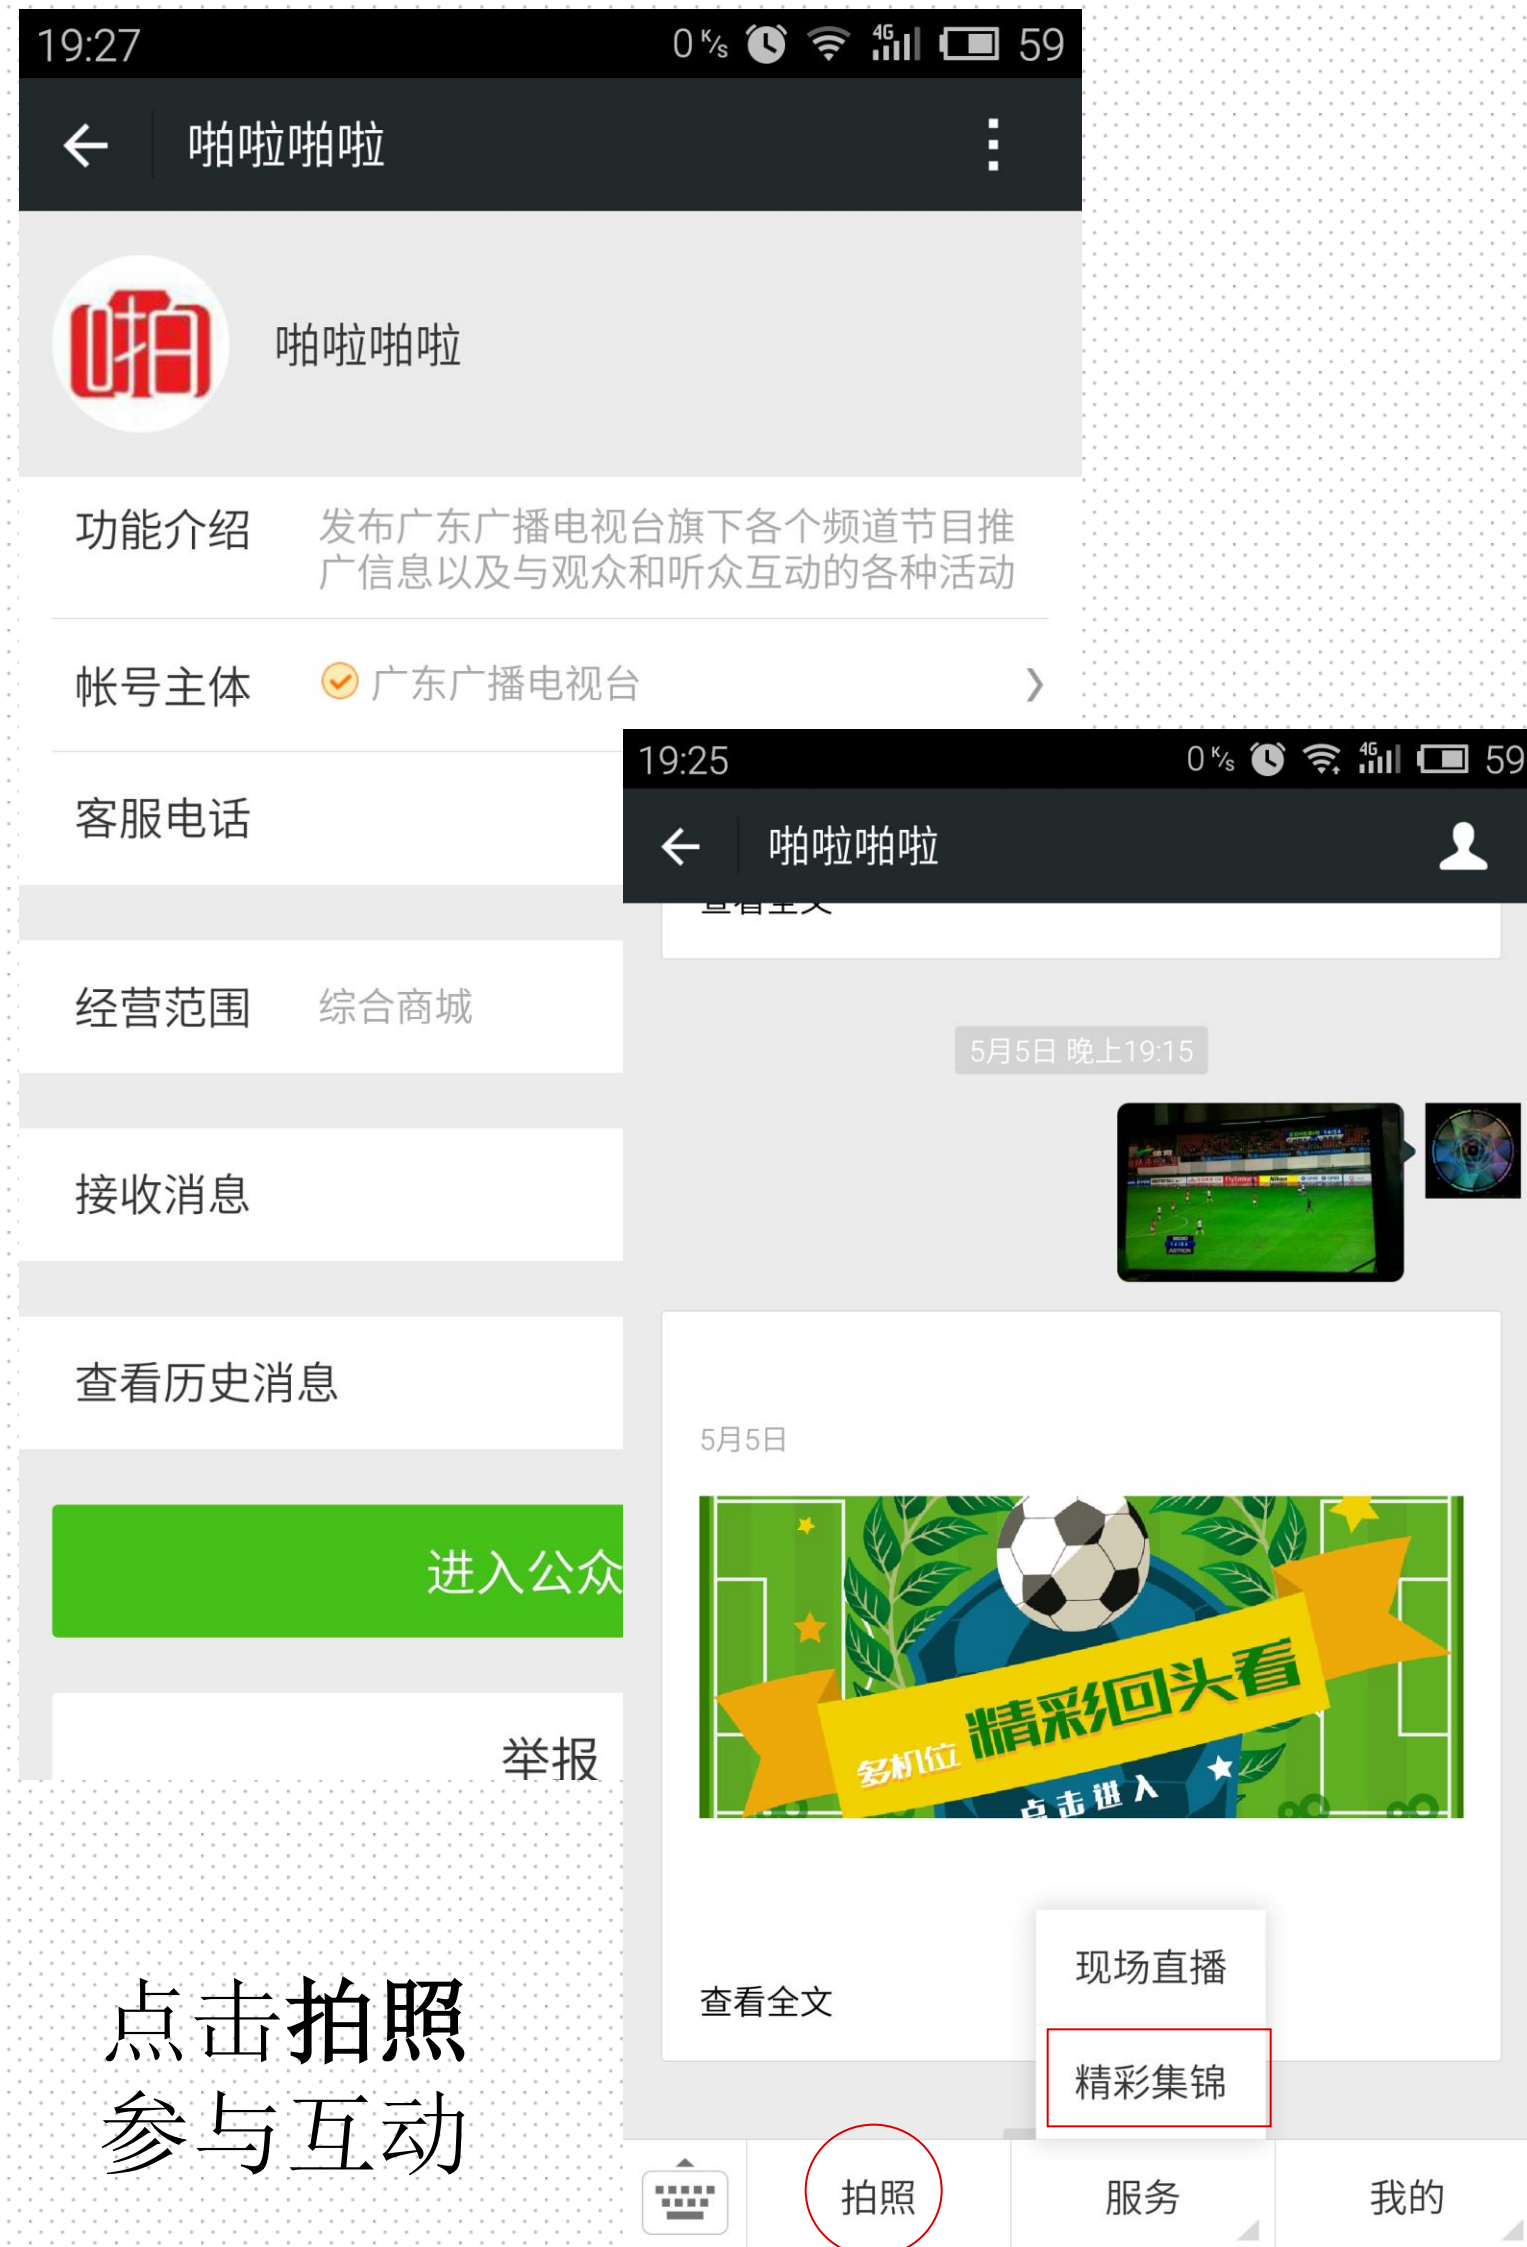 19:27
0 K/s 4G 59
啪啦啪啦
啪
啪啦啪啦
功能介绍
发布广东广播电视台旗下各个频道节目推
广信息以及与观众和听众互动的各种活动
帐号主体
广东广播电视台
客服电话
经营范围
综合商城
接收消息
查看历史消息
进入公众
举报
19:25
0 K/s 4G 59
啪啦啪啦
查看全文
5月5日 晚上19:15
5月5日
多机位 精彩回头看
点击进入
查看全文
现场直播
精彩集锦
拍照
服务
我的
点击拍照
参与互动